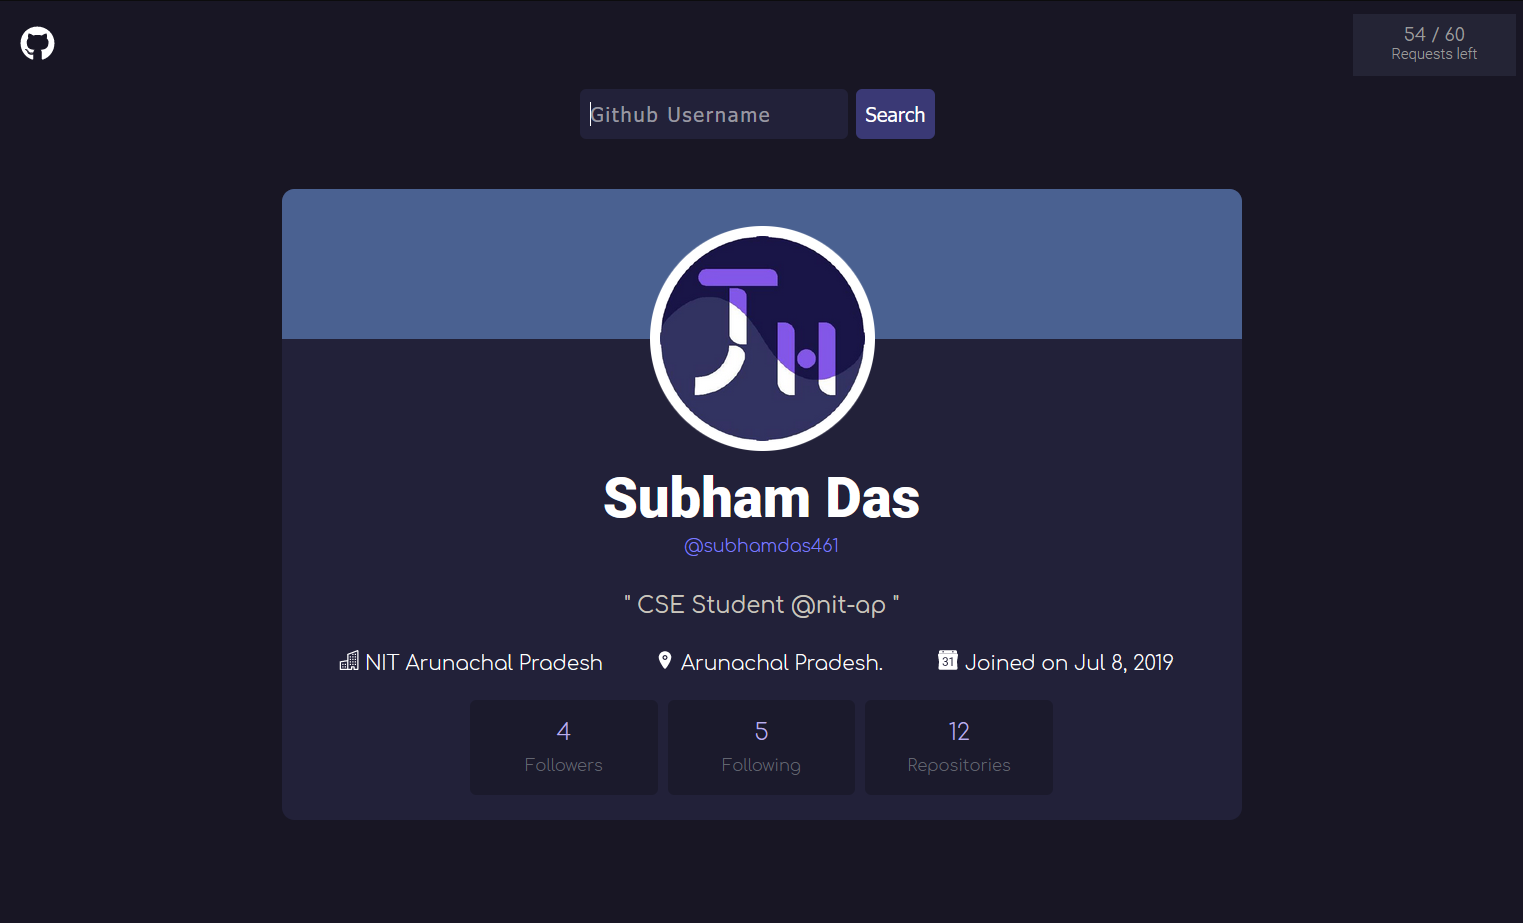 54 / 60
Requests left
Github Username
Search
JH
Subham Das
@subhamdas461
" CSE Student @nit-ap "
NIT Arunachal Pradesh
Arunachal Pradesh.
31
Joined on Jul 8, 2019
4
Followers
5
Following
12
Repositories